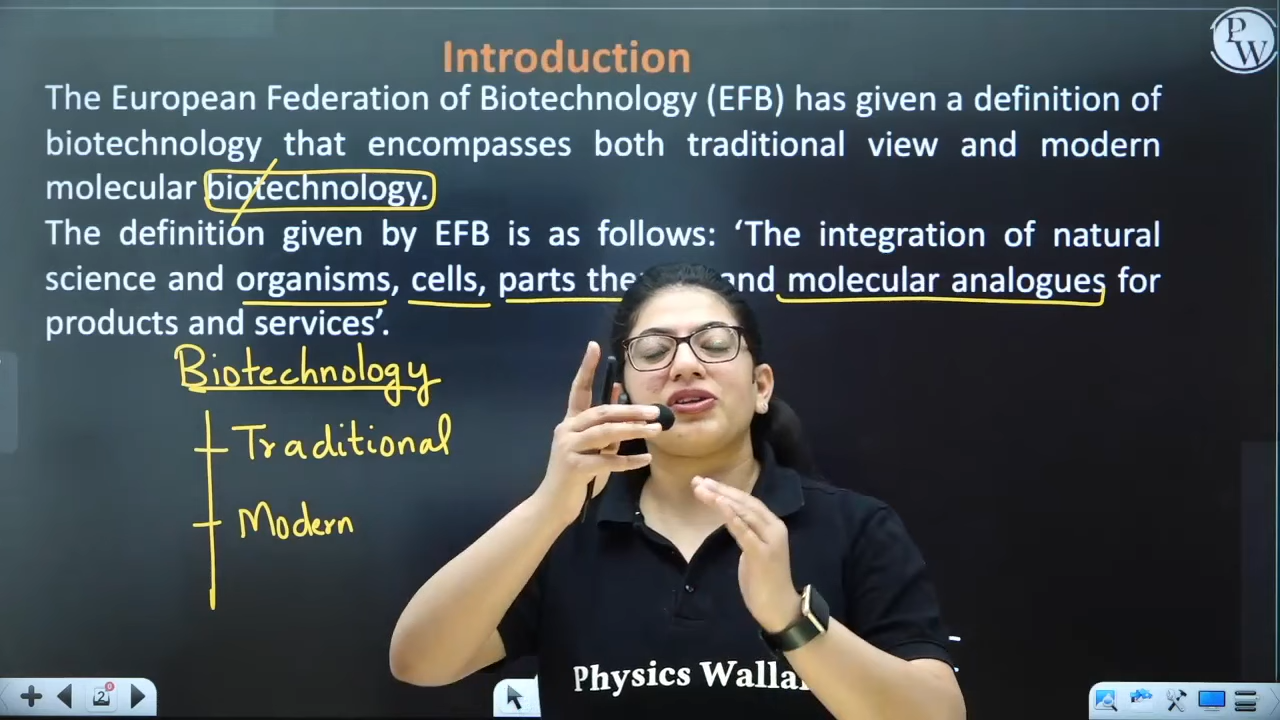 PW
Introduction
The European Federation of Biotechnology (EFB) has given a definition of
biotechnology that encompasses both traditional view and modern
molecular biotechnology.
The definition given by EFB is as follows: ‘The integration of natural
science and organisms, cells, parts and molecular analogues for
products and services’.
Biotechnology
Traditional
Modern
Physics
2